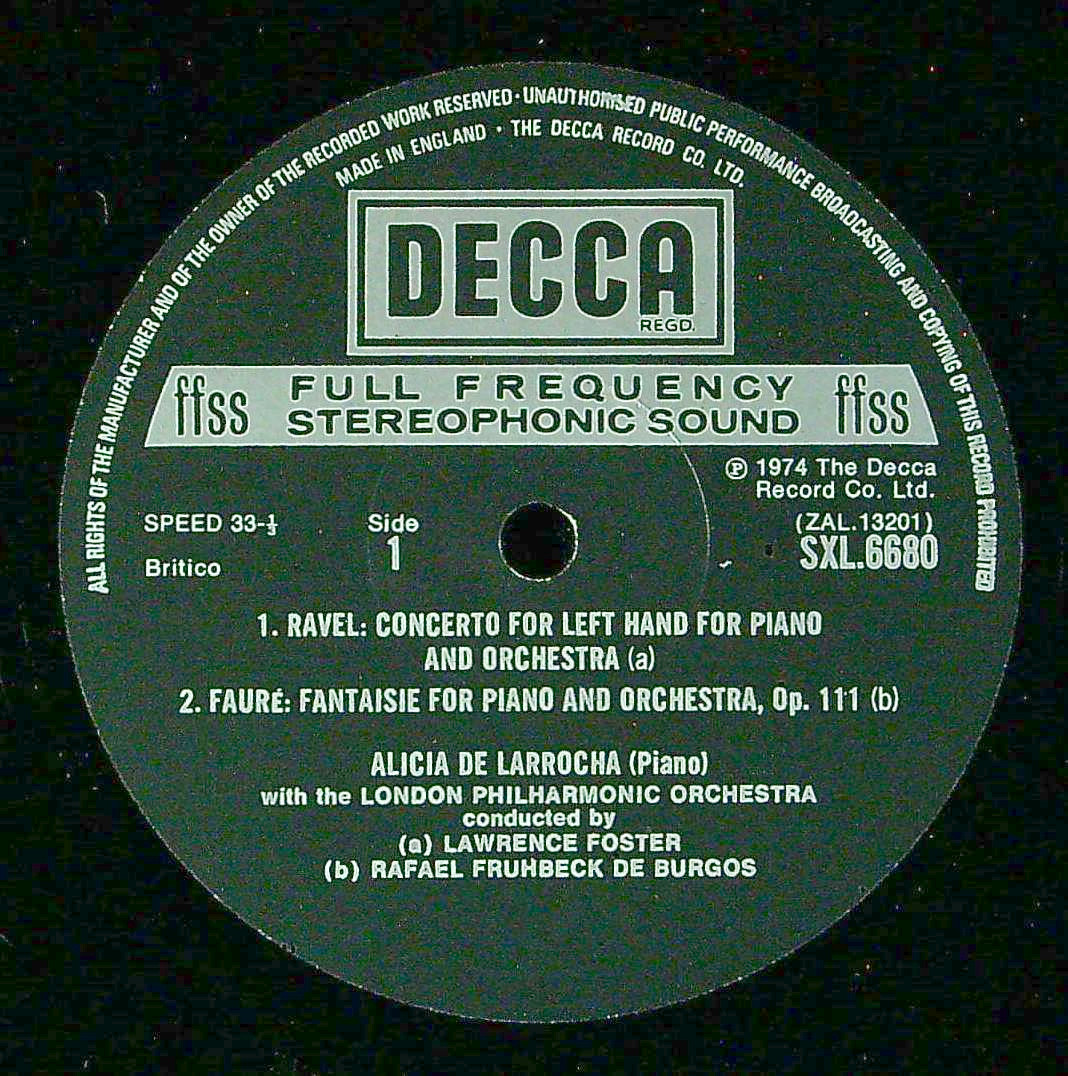 ALL RIGHTS OF THE MANUFACTURER AND OF THE OWNER OF THE RECORDED WORK RESERVED · UNAUTHORISED PUBLIC PERFORMANCE BROADCASTING AND COPYING OF THIS RECORD PROHIBITED
MADE IN ENGLAND · THE DECCA RECORD CO. LTD.
DECCA
REGD.
ffss FULL FREQUENCY ffss
STEREOPHONIC SOUND
℗ 1974 The Decca
Record Co. Ltd.
SPEED 33-⅓ Side (ZAL.13201)
Britico 1 SXL.6680
1. RAVEL: CONCERTO FOR LEFT HAND FOR PIANO
AND ORCHESTRA (a)
2. FAURÉ: FANTAISIE FOR PIANO AND ORCHESTRA, Op. 111 (b)
ALICIA DE LARROCHA (Piano)
with the LONDON PHILHARMONIC ORCHESTRA
conducted by
(a) LAWRENCE FOSTER
(b) RAFAEL FRUHBECK DE BURGOS